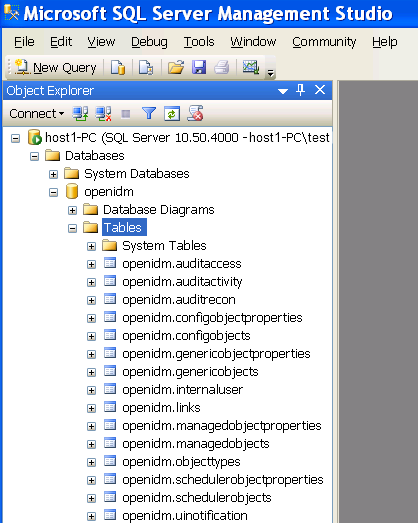 Microsoft SQL Server Management Studio
File Edit View Debug Tools Window Community Help
New Query
Object Explorer
Connect
host1-PC (SQL Server 10.50.4000 - host1-PC\test
Databases
System Databases
openidm
Database Diagrams
Tables
System Tables
openidm.auditaccess
openidm.auditactivity
openidm.auditrecon
openidm.configobjectproperties
openidm.configobjects
openidm.genericobjectproperties
openidm.genericobjects
openidm.internaluser
openidm.links
openidm.managedobjectproperties
openidm.managedobjects
openidm.objecttypes
openidm.schedulerobjectproperties
openidm.schedulerobjects
openidm.uinotification